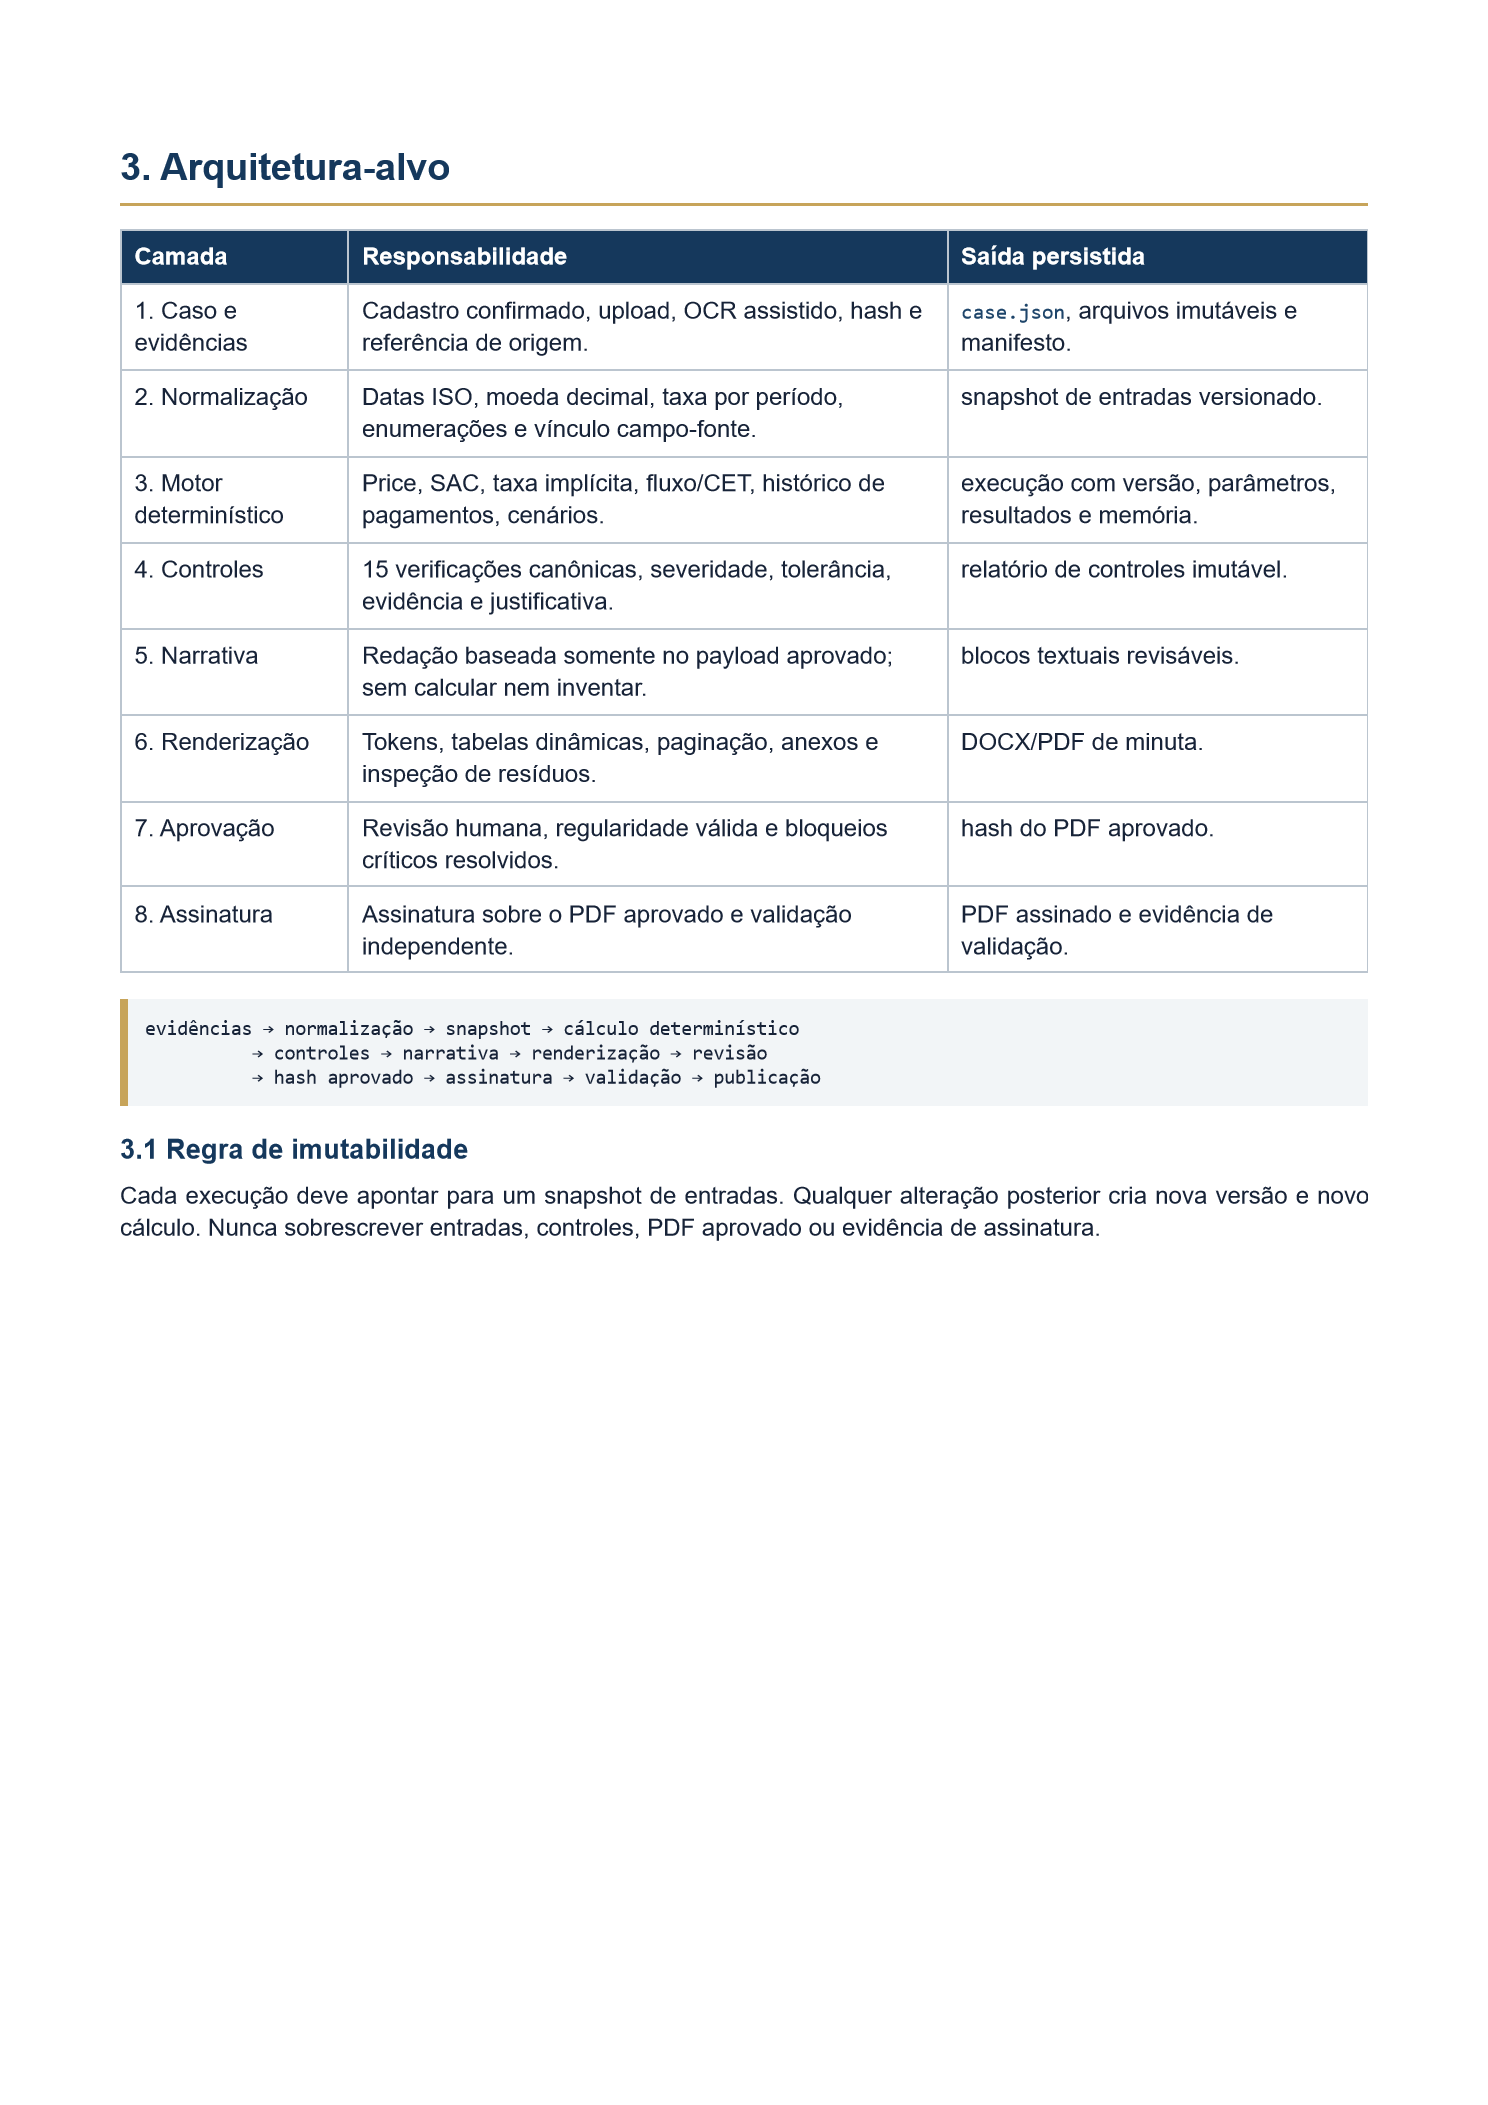 3. Arquitetura-alvo
Camada Responsabilidade Saída persistida
1. Caso e evidências
Cadastro confirmado, upload, OCR assistido, hash e
referência de origem.
case.json, arquivos imutáveis e
manifesto.
2. Normalização
Datas ISO, moeda decimal, taxa por período,
enumerações e vínculo campo-fonte.
snapshot de entradas versionado.
3. Motor
determinístico
Price, SAC, taxa implícita, fluxo/CET, histórico de
pagamentos, cenários.
execução com versão, parâmetros,
resultados e memória.
4. Controles
15 verificações canônicas, severidade, tolerância,
evidência e justificativa.
relatório de controles imutável.
5. Narrativa
Redação baseada somente no payload aprovado;
sem calcular nem inventar.
blocos textuais revisáveis.
6. Renderização
Tokens, tabelas dinâmicas, paginação, anexos e
inspeção de resíduos.
DOCX/PDF de minuta.
7. Aprovação
Revisão humana, regularidade válida e bloqueios
críticos resolvidos.
hash do PDF aprovado.
8. Assinatura
Assinatura sobre o PDF aprovado e validação
independente.
PDF assinado e evidência de
validação.
evidências → normalização → snapshot → cálculo determinístico
→ controles → narrativa → renderização → revisão
→ hash aprovado → assinatura → validação → publicação
3.1 Regra de imutabilidade
Cada execução deve apontar para um snapshot de entradas. Qualquer alteração posterior cria nova versão e novo
cálculo. Nunca sobrescrever entradas, controles, PDF aprovado ou evidência de assinatura.